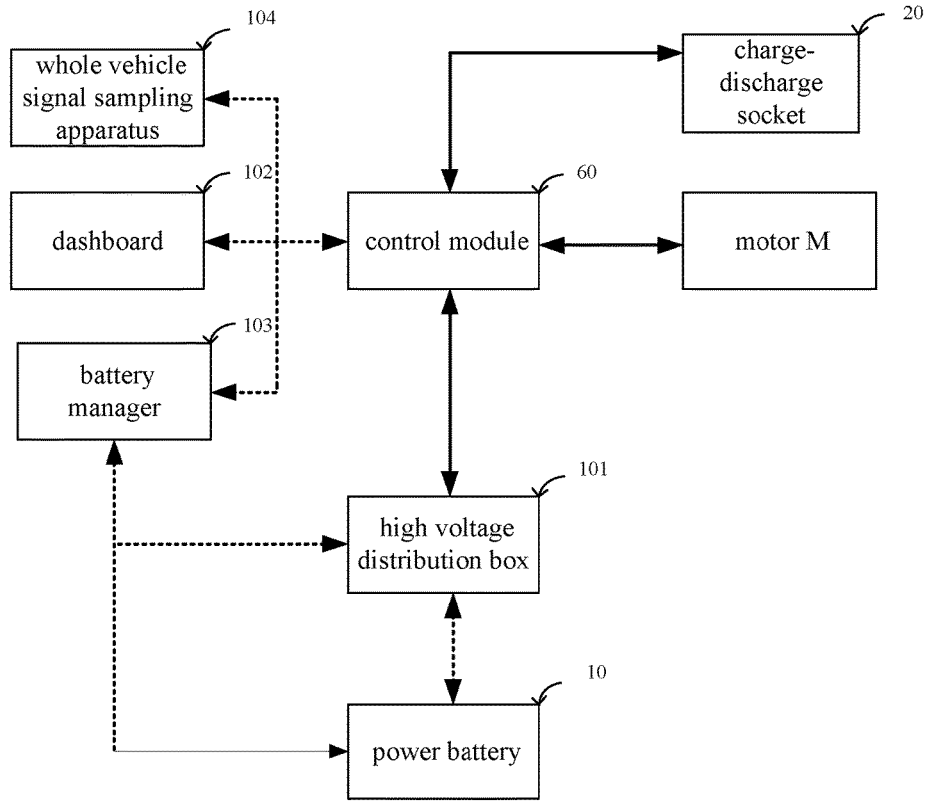 104
whole vehicle
signal sampling
apparatus
20
charge-
discharge
socket
102
dashboard
60
control module
motor M
103
battery
manager
101
high voltage
distribution box
10
power battery